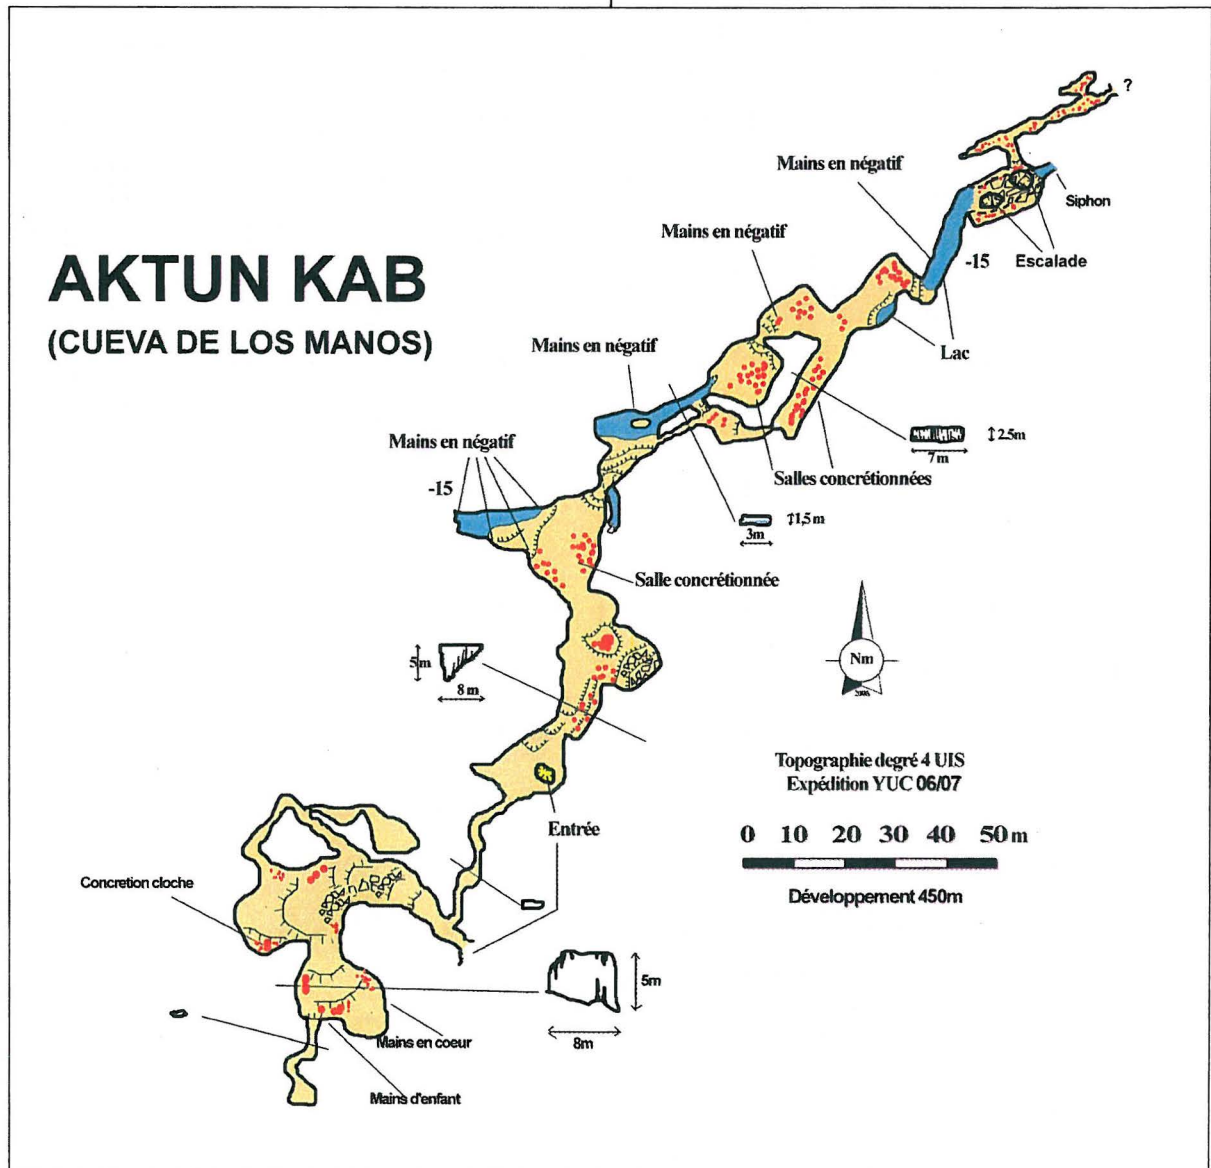 ?
Mains en négatif
Siphon
Mains en négatif
-15
Escalade
AKTUN KAB
(CUEVA DE LOS MANOS)
Mains en négatif
Lac
Mains en négatif
2.5m
7m
-15
Salles concrétionnées
1,5 m
3m
Salle concrétionnée
5m
8 m
Nm
2006
Topographie degré 4 UIS
Expédition YUC 06/07
Entrée
0 10 20 30 40 50 m
Concretion cloche
Développement 450m
5m
8m
Mains en coeur
Mains d'enfant